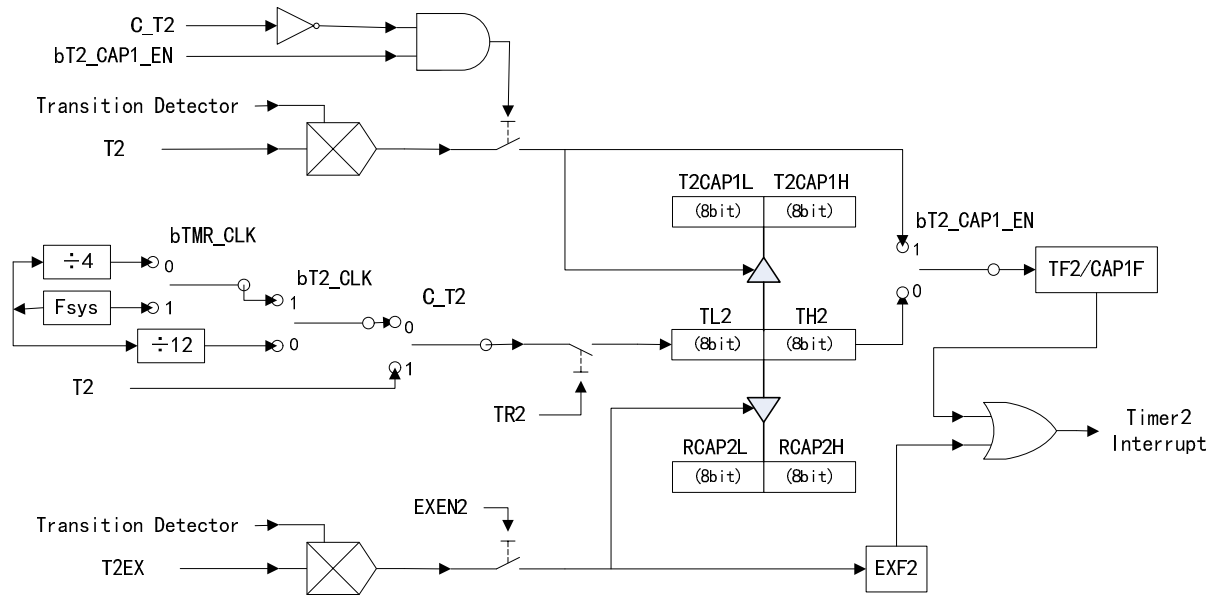 C_T2
bT2_CAP1_EN
Transition Detector
T2
T2CAP1L T2CAP1H
(8bit) (8bit)
bT2_CAP1_EN
1
0
TF2/CAP1F
bTMR_CLK
÷4
0
Fsys
1
÷12
bT2_CLK
1
0
C_T2
0
1
T2
TR2
TL2 TH2
(8bit) (8bit)
RCAP2L RCAP2H
(8bit) (8bit)
Timer2
Interrupt
EXEN2
Transition Detector
T2EX
EXF2